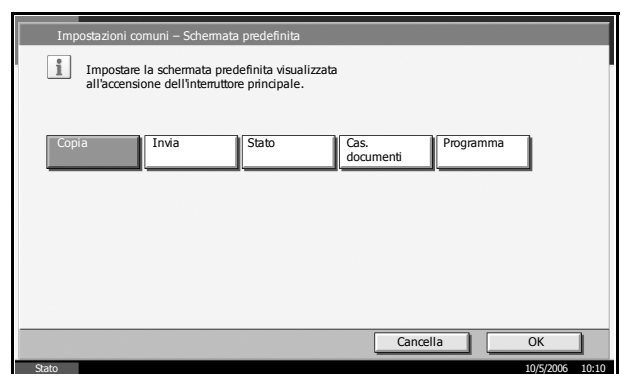 Impostazioni comuni – Schermata predefinita
Impostare la schermata predefinita visualizzata
all'accensione dell'interruttore principale.
Copia
Invia
Stato
Cas.
documenti
Programma
Cancella
OK
Stato
10/5/2006 10:10